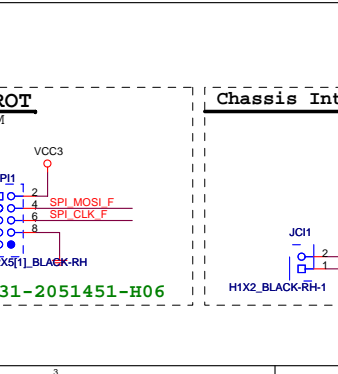 ROT
Chassis Int
M
VCC3
PI1
2
4 SPI_MOSI_F
6 SPI_CLK_F
8
X5[1]_BLACK-RH
31-2051451-H06
JCI1
2
1
H1X2_BLACK-RH-1
3